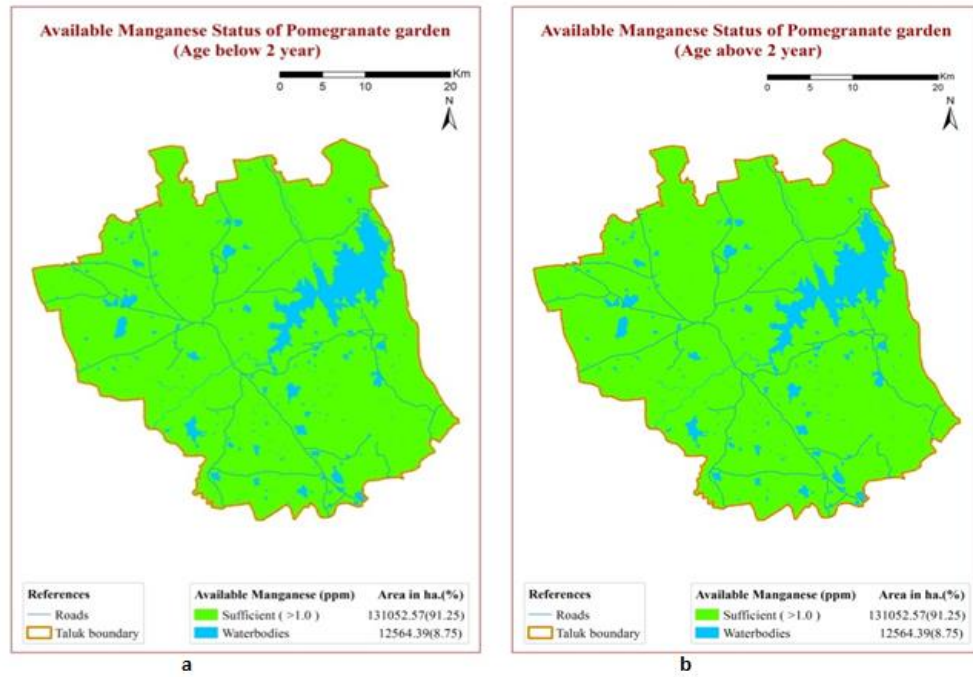 Available Manganese Status of Pomegranate garden
(Age below 2 year)
Km
0 5 10 20
N
References
Roads
Taluk boundary
Available Manganese (ppm) Area in ha.(%)
Sufficient ( >1.0 ) 131052.57(91.25)
Waterbodies 12564.39(8.75)
a
Available Manganese Status of Pomegranate garden
(Age above 2 year)
Km
0 5 10 20
N
References
Roads
Taluk boundary
Available Manganese (ppm) Area in ha.(%)
Sufficient ( >1.0 ) 131052.57(91.25)
Waterbodies 12564.39(8.75)
b